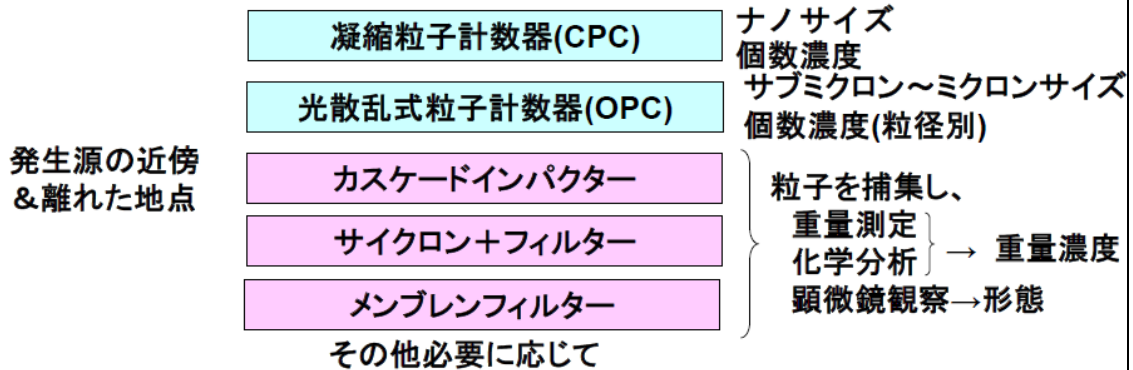 凝縮粒子計数器(CPC)
ナノサイズ
個数濃度
光散乱式粒子計数器(OPC)
サブミクロン～ミクロンサイズ
個数濃度(粒径別)
発生源の近傍
&離れた地点
カスケードインパクター
サイクロン＋フィルター
メンブレンフィルター
その他必要に応じて
粒子を捕集し、
重量測定
化学分析
→ 重量濃度
顕微鏡観察→形態